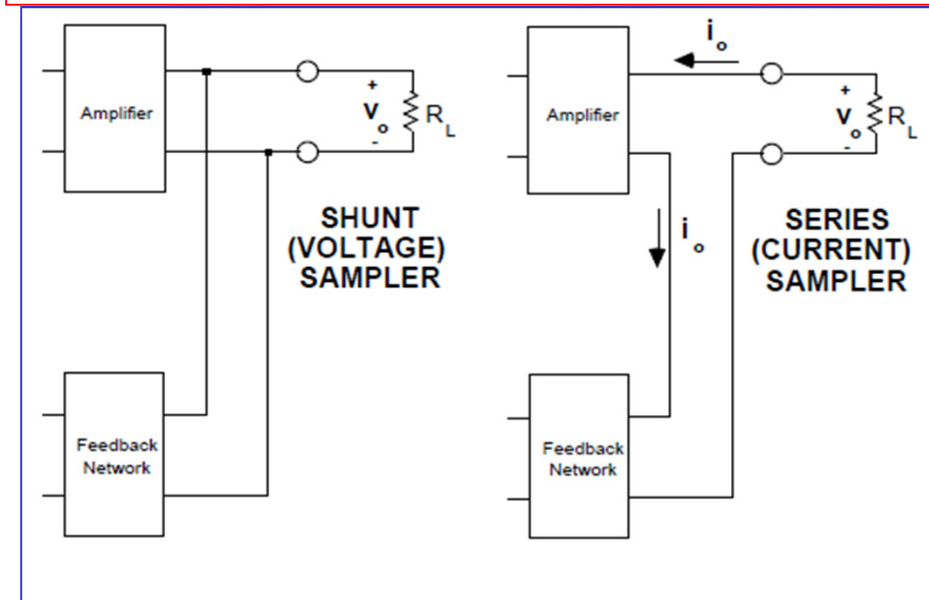 Amplifier
+
V
o
-
R
L
SHUNT
(VOLTAGE)
SAMPLER
Feedback
Network
i
o
Amplifier
+
V
o
-
R
L
i
o
SERIES
(CURRENT)
SAMPLER
Feedback
Network